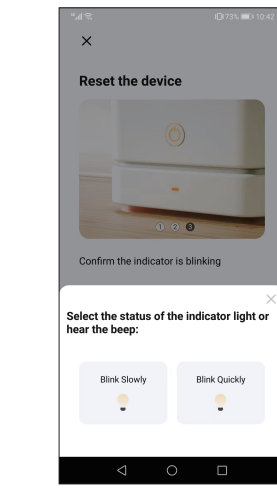 73% 10:42
Reset the device
1 2 3
Confirm the indicator is blinking
Select the status of the indicator light or
hear the beep:
Blink Slowly Blink Quickly